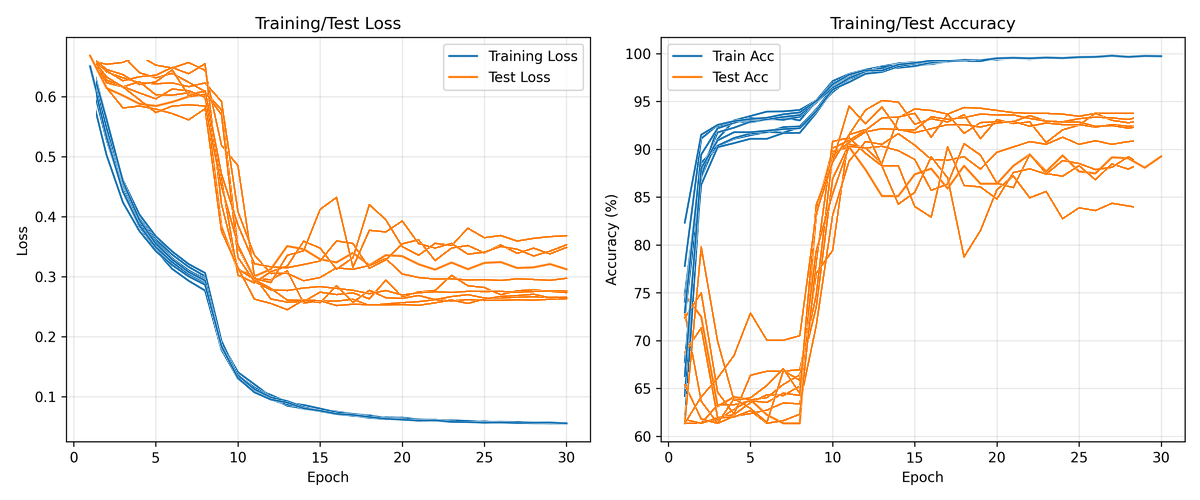 Training/Test Loss
Training Loss
Test Loss
Loss
0.6
0.5
0.4
0.3
0.2
0.1
0
5
10
15
20
25
30
Epoch
Training/Test Accuracy
Train Acc
Test Acc
Accuracy (%)
100
95
90
85
80
75
70
65
60
0
5
10
15
20
25
30
Epoch